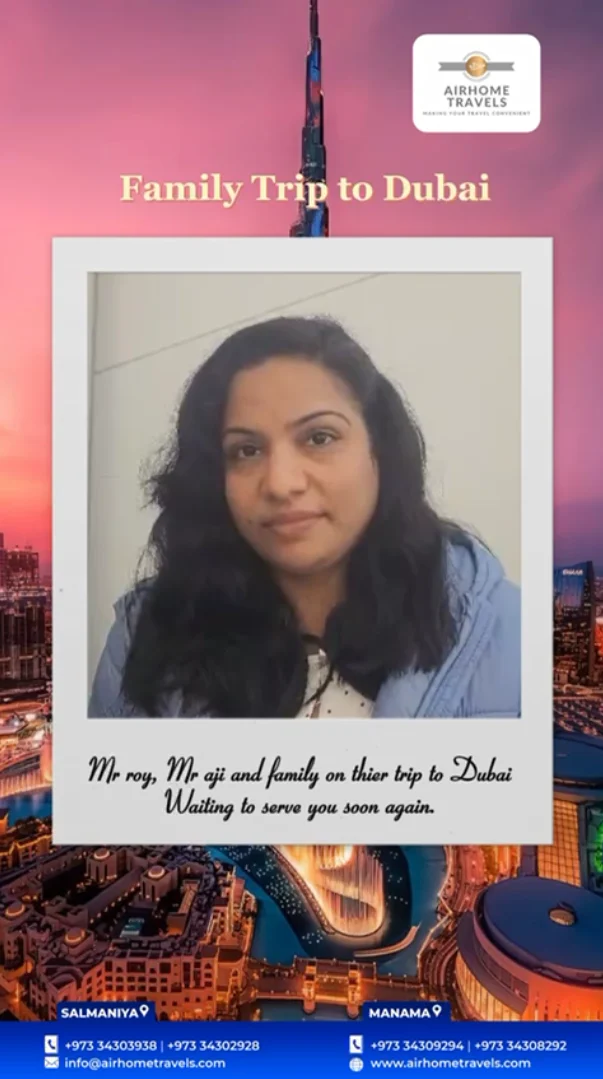 AIRHOME
TRAVELS
MAKING YOUR TRAVEL CONVENIENT
Family Trip to Dubai
Mr roy, Mr aji and family on thier trip to Dubai
Waiting to serve you soon again.
SALMANIYA
+973 34303938 | +973 34302928
info@airhometravels.com
MANAMA
+973 34309294 | +973 34308292
www.airhometravels.com